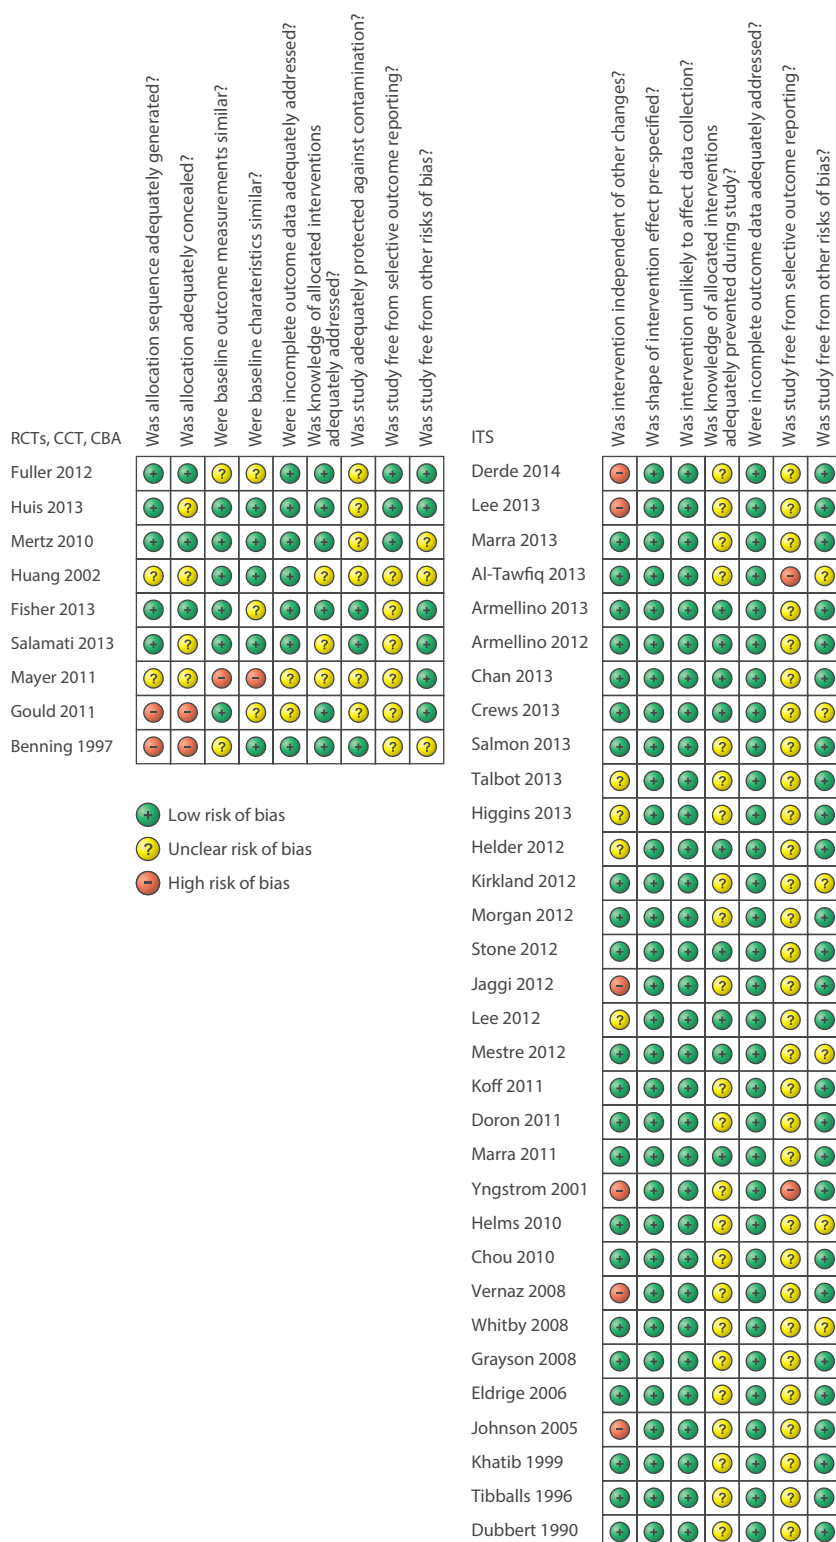 Was allocation sequence adequately generated?
Was allocation adequately concealed?
Were baseline outcome measurements similar?
Were baseline charateristics similar?
Were incomplete outcome data adequately addressed?
Was knowledge of allocated interventions
adequately addressed?
Was study adequately protected against contamination?
Was study free from selective outcome reporting?
Was study free from other risks of bias?
RCTs, CCT, CBA
Fuller 2012
+ + ? ? + + ? + +
Huis 2013
+ ? + + + + ? + +
Mertz 2010
+ + + + + + ? + ?
Huang 2002
? ? + + + ? ? ? ?
Fisher 2013
+ + + ? + + + ? +
Salamati 2013
+ ? + + + ? + ? +
Mayer 2011
? ? − − ? ? ? ? +
Gould 2011
− − + ? ? + ? ? +
Benning 1997
− − ? + + + + ? ?
+ Low risk of bias
? Unclear risk of bias
− High risk of bias
Was intervention independent of other changes?
Was shape of intervention effect pre-specified?
Was intervention unlikely to affect data collection?
Was knowledge of allocated interventions
adequately prevented during study?
Were incomplete outcome data adequately addressed?
Was study free from selective outcome reporting?
Was study free from other risks of bias?
ITS
Derde 2014
− + + ? + ? +
Lee 2013
− + + ? + ? +
Marra 2013
+ + + ? + ? +
Al-Tawfiq 2013
+ + + ? + − ?
Armellino 2013
+ + + + + ? +
Armellino 2012
+ + + + + ? +
Chan 2013
+ + + + + ? +
Crews 2013
+ + + + + ? ?
Salmon 2013
+ + + ? + ? +
Talbot 2013
? + + ? + ? +
Higgins 2013
? + + ? + ? +
Helder 2012
? + + + + ? +
Kirkland 2012
+ + + ? + ? ?
Morgan 2012
+ + + ? + ? +
Stone 2012
+ + + + + ? +
Jaggi 2012
− + + ? + ? +
Lee 2012
? + + + + ? +
Mestre 2012
+ + + + + ? ?
Koff 2011
+ + + ? + ? +
Doron 2011
+ + + ? + ? +
Marra 2011
+ + + + + ? +
Yngstrom 2001
− + + ? + − +
Helms 2010
+ + + ? + ? ?
Chou 2010
+ + + ? + ? +
Vernaz 2008
− + + ? + ? +
Whitby 2008
+ + + ? + ? ?
Grayson 2008
+ + + ? + ? +
Eldrige 2006
+ + + ? + ? +
Johnson 2005
− + + ? + ? +
Khatib 1999
+ + + ? + ? +
Tibballs 1996
+ + + ? + ? +
Dubbert 1990
+ + + ? + ? +